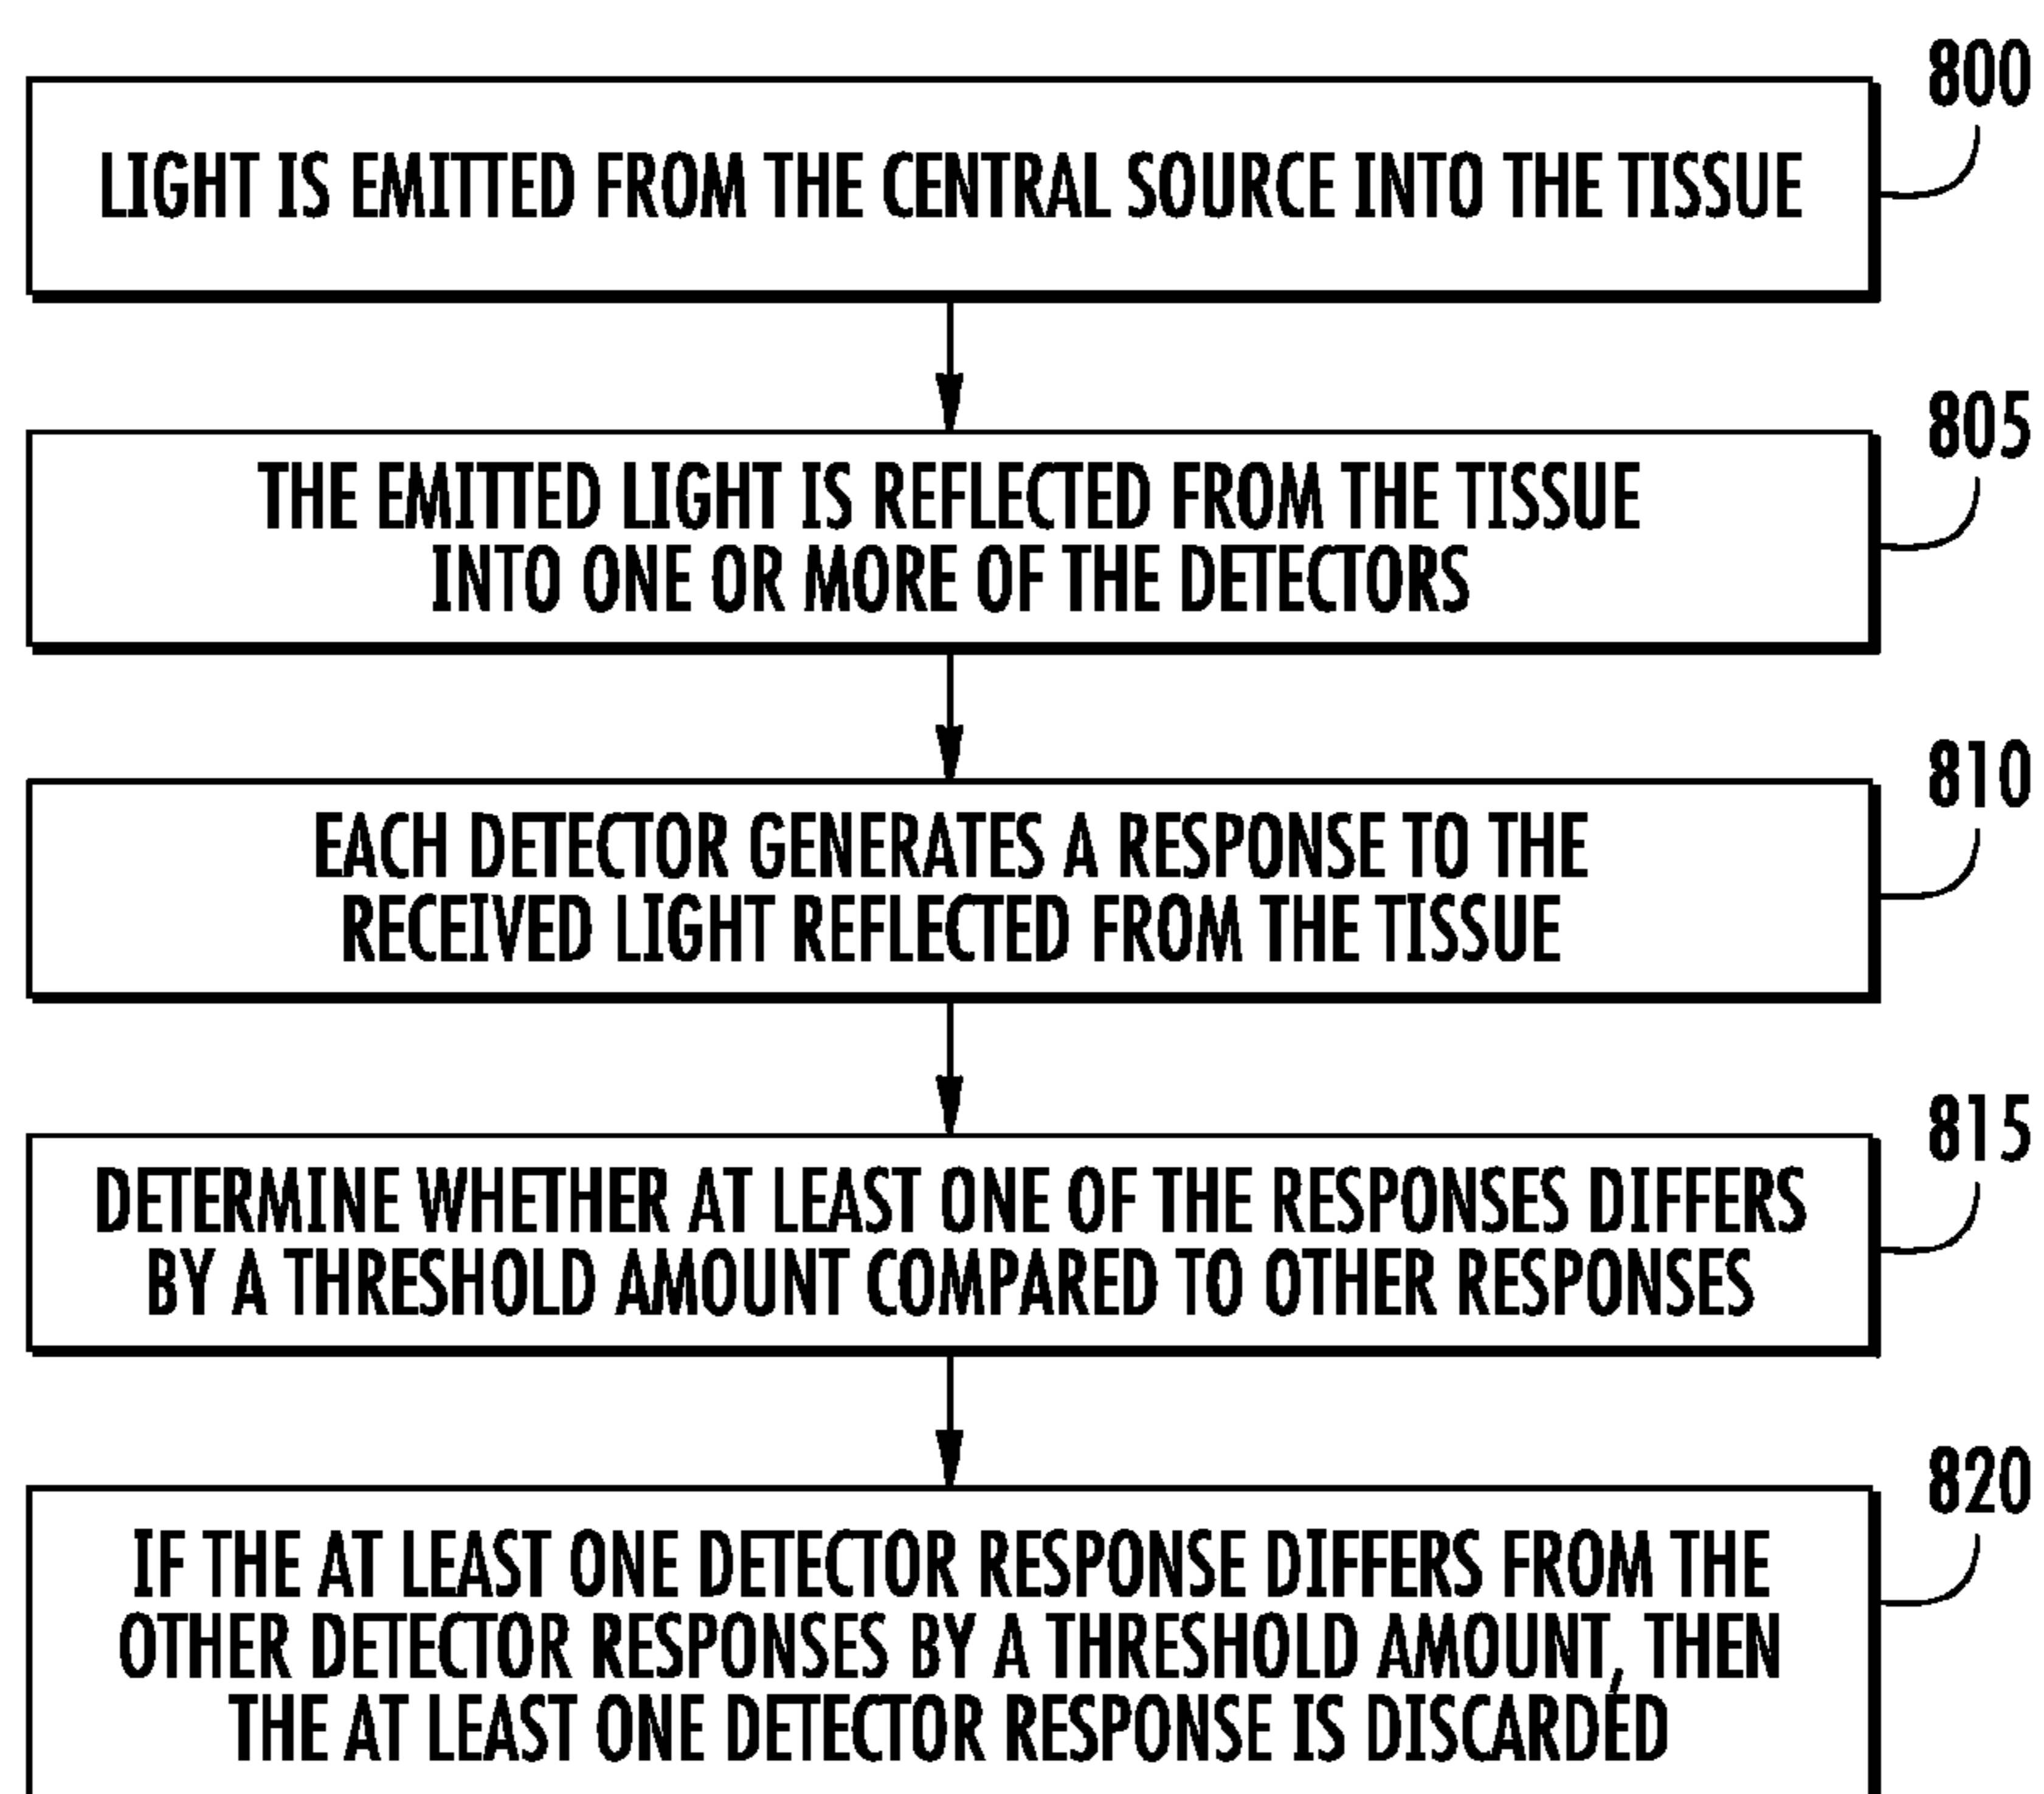 800
LIGHT IS EMITTED FROM THE CENTRAL SOURCE INTO THE TISSUE
805
THE EMITTED LIGHT IS REFLECTED FROM THE TISSUE
INTO ONE OR MORE OF THE DETECTORS
810
EACH DETECTOR GENERATES A RESPONSE TO THE
RECEIVED LIGHT REFLECTED FROM THE TISSUE
815
DETERMINE WHETHER AT LEAST ONE OF THE RESPONSES DIFFERS
BY A THRESHOLD AMOUNT COMPARED TO OTHER RESPONSES
820
IF THE AT LEAST ONE DETECTOR RESPONSE DIFFERS FROM THE
OTHER DETECTOR RESPONSES BY A THRESHOLD AMOUNT, THEN
THE AT LEAST ONE DETECTOR RESPONSE IS DISCARDED